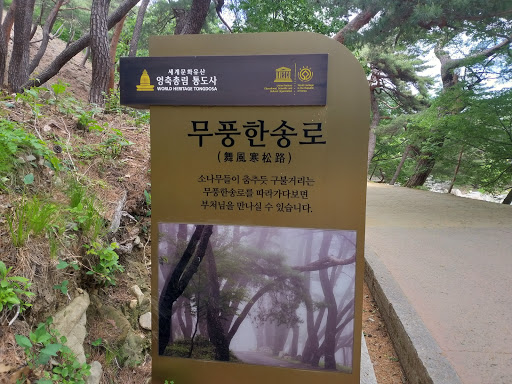 세계문화유산
영축총림 통도사
WORLD HERITAGE TONGDOSA
무풍한송로
(舞風寒松路)
소나무들이 춤추듯 구불거리는
무풍한송로를 따라가다보면
부처님을 만나실 수 있습니다.